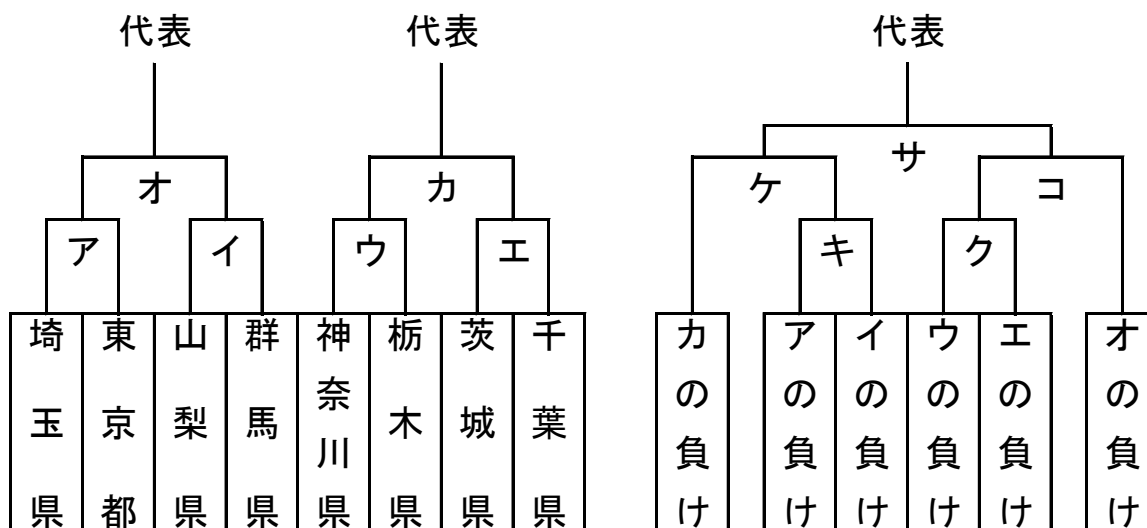 代表
代表
代表
オ
カ
ケ
サ
コ
ア
イ
ウ
エ
キ
ク
埼玉県
東京都
山梨県
群馬県
神奈川県
栃木県
茨城県
千葉県
カの負け
アの負け
イの負け
ウの負け
エの負け
オの負け